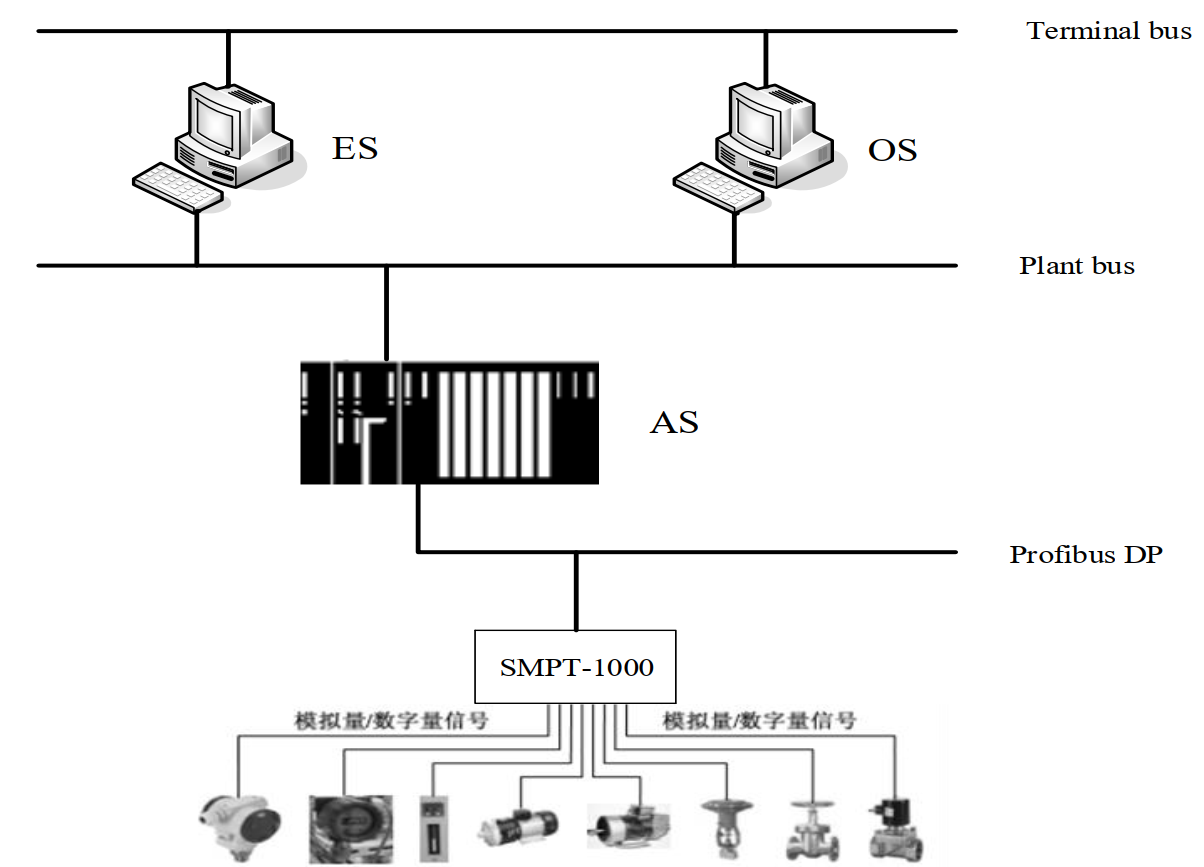 Terminal bus
ES
OS
Plant bus
AS
Profibus DP
SMPT-1000
模拟量/数字量信号
模拟量/数字量信号